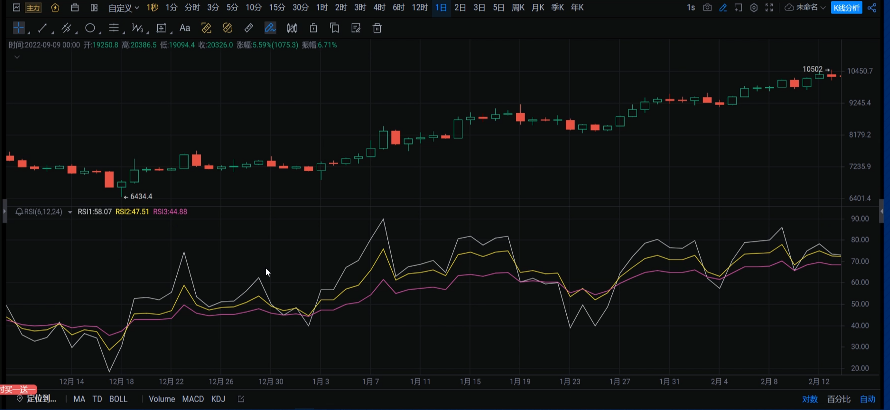 主力 自定义 1秒 1分 分时 3分 5分 10分 15分 30分 1时 2时 3时 4时 6时 12时 1日 2日 3日 5日 周K 月K 季K 年K 1s 未命名 K线分析
Aa
时间:2022-09-09 00:00 开:19250.8 高:20386.5 低:19094.4 收:20326.0 涨幅:5.59%(1075.3) 振幅:6.71%
10502
10450.7
9245.4
8179.2
7235.9
6434.4
6401.4
RSI(6,12,24) RSI1:58.07 RSI2:47.51 RSI3:44.88
90.00
80.00
70.00
60.00
50.00
40.00
30.00
20.00
12月 14 12月 18 12月 22 12月 26 12月 30 1月 3 1月 7 1月 11 1月 15 1月 19 1月 23 1月 27 1月 31 2月 4 2月 8 2月 12
买一送
定位到... MA TD BOLL Volume MACD KDJ 对数 百分比 自动